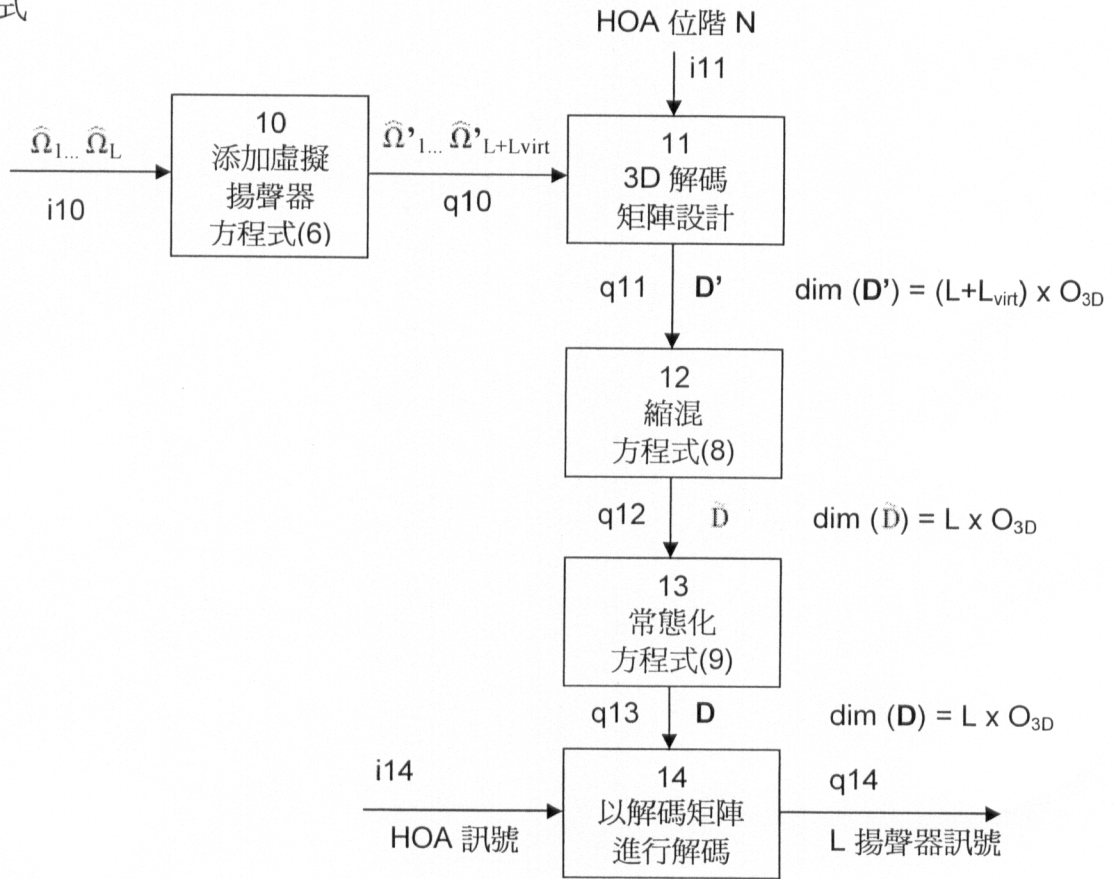 式
HOA 位階 N
i11
Ω̂1... Ω̂L
i10
10
添加虛擬
揚聲器
方程式(6)
Ω̂'1... Ω̂'L+Lvirt
q10
11
3D 解碼
矩陣設計
q11
D'
dim (D') = (L+Lvirt) x O3D
12
縮混
方程式(8)
q12
D̃
dim (D̃) = L x O3D
13
常態化
方程式(9)
q13
D
dim (D) = L x O3D
i14
HOA 訊號
14
以解碼矩陣
進行解碼
q14
L 揚聲器訊號